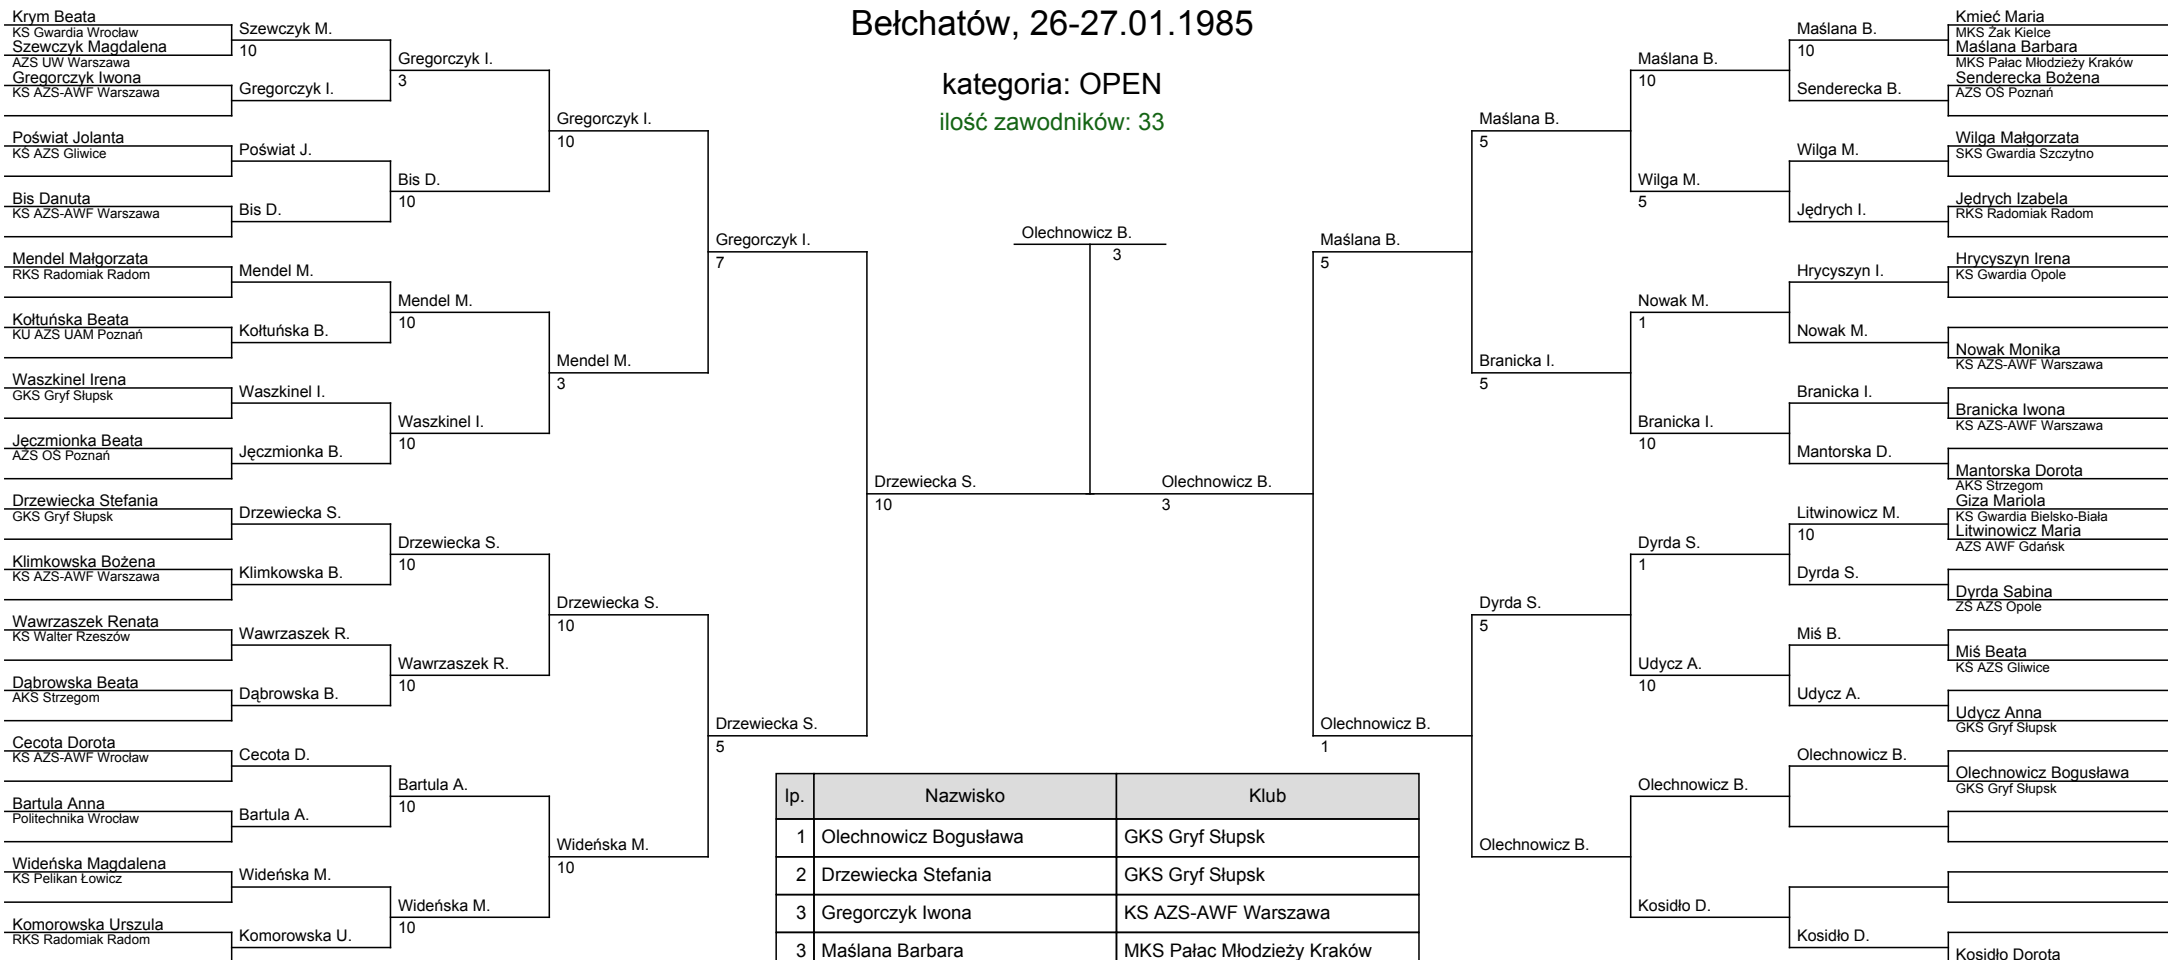 Bełchatów, 26-27.01.1985
kategoria: OPEN
ilość zawodników: 33
Krym Beata
KS Gwardia Wrocław
Szewczyk Magdalena
AZS UW Warszawa
Gregorczyk Iwona
KS AZS-AWF Warszawa
Poświat Jolanta
KS AZS Gliwice
Bis Danuta
KS AZS-AWF Warszawa
Mendel Małgorzata
RKS Radomiak Radom
Kołtuńska Beata
KU AZS UAM Poznań
Waszkinel Irena
GKS Gryf Słupsk
Jęczmionka Beata
AZS OŚ Poznań
Drzewiecka Stefania
GKS Gryf Słupsk
Klimkowska Bożena
KS AZS-AWF Warszawa
Wawrzaszek Renata
KS Walter Rzeszów
Dąbrowska Beata
AKS Strzegom
Cecota Dorota
KS AZS-AWF Wrocław
Bartula Anna
Politechnika Wrocław
Wideńska Magdalena
KS Pelikan Łowicz
Komorowska Urszula
RKS Radomiak Radom
Szewczyk M.
10
Gregorczyk I.
Poświat J.
Bis D.
Mendel M.
Kołtuńska B.
Waszkinel I.
Jęczmionka B.
Drzewiecka S.
Klimkowska B.
Wawrzaszek R.
Dąbrowska B.
Cecota D.
Bartula A.
Wideńska M.
Komorowska U.
Gregorczyk I.
3
Bis D.
10
Mendel M.
10
Waszkinel I.
10
Drzewiecka S.
10
Wawrzaszek R.
10
Bartula A.
10
Wideńska M.
10
Gregorczyk I.
10
Mendel M.
3
Drzewiecka S.
10
Wideńska M.
10
Gregorczyk I.
7
Drzewiecka S.
5
Drzewiecka S.
10
Olechnowicz B.
3
Olechnowicz B.
3
Maślana B.
5
Olechnowicz B.
1
Maślana B.
5
Branicka I.
5
Dyrda S.
5
Olechnowicz B.
Maślana B.
10
Wilga M.
5
Nowak M.
1
Branicka I.
10
Dyrda S.
1
Udycz A.
10
Olechnowicz B.
Kosidło D.
Maślana B.
10
Senderecka B.
Wilga M.
Jędrych I.
Hrycyszyn I.
Nowak M.
Branicka I.
Mantorska D.
Litwinowicz M.
10
Dyrda S.
Miś B.
Udycz A.
Olechnowicz B.
Kosidło D.
Kmieć Maria
MKS Żak Kielce
Maślana Barbara
MKS Pałac Młodzieży Kraków
Senderecka Bożena
AZS OŚ Poznań
Wilga Małgorzata
SKS Gwardia Szczytno
Jędrych Izabela
RKS Radomiak Radom
Hrycyszyn Irena
KS Gwardia Opole
Nowak Monika
KS AZS-AWF Warszawa
Branicka Iwona
KS AZS-AWF Warszawa
Mantorska Dorota
AKS Strzegom
Giza Mariola
KS Gwardia Bielsko-Biała
Litwinowicz Maria
AZS AWF Gdańsk
Dyrda Sabina
ZS AZS Opole
Miś Beata
KS AZS Gliwice
Udycz Anna
GKS Gryf Słupsk
Olechnowicz Bogusława
GKS Gryf Słupsk
Kosidło Dorota
lp. Nazwisko Klub
1 Olechnowicz Bogusława GKS Gryf Słupsk
2 Drzewiecka Stefania GKS Gryf Słupsk
3 Gregorczyk Iwona KS AZS-AWF Warszawa
3 Maślana Barbara MKS Pałac Młodzieży Kraków